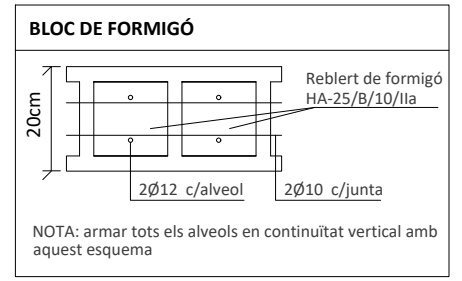 BLOC DE FORMIGÓ
Reblert de formigó
HA-25/B/10/IIa
20cm
2Ø12 c/alveol
2Ø10 c/junta
NOTA: armar tots els alveols en continuïtat vertical amb
aquest esquema